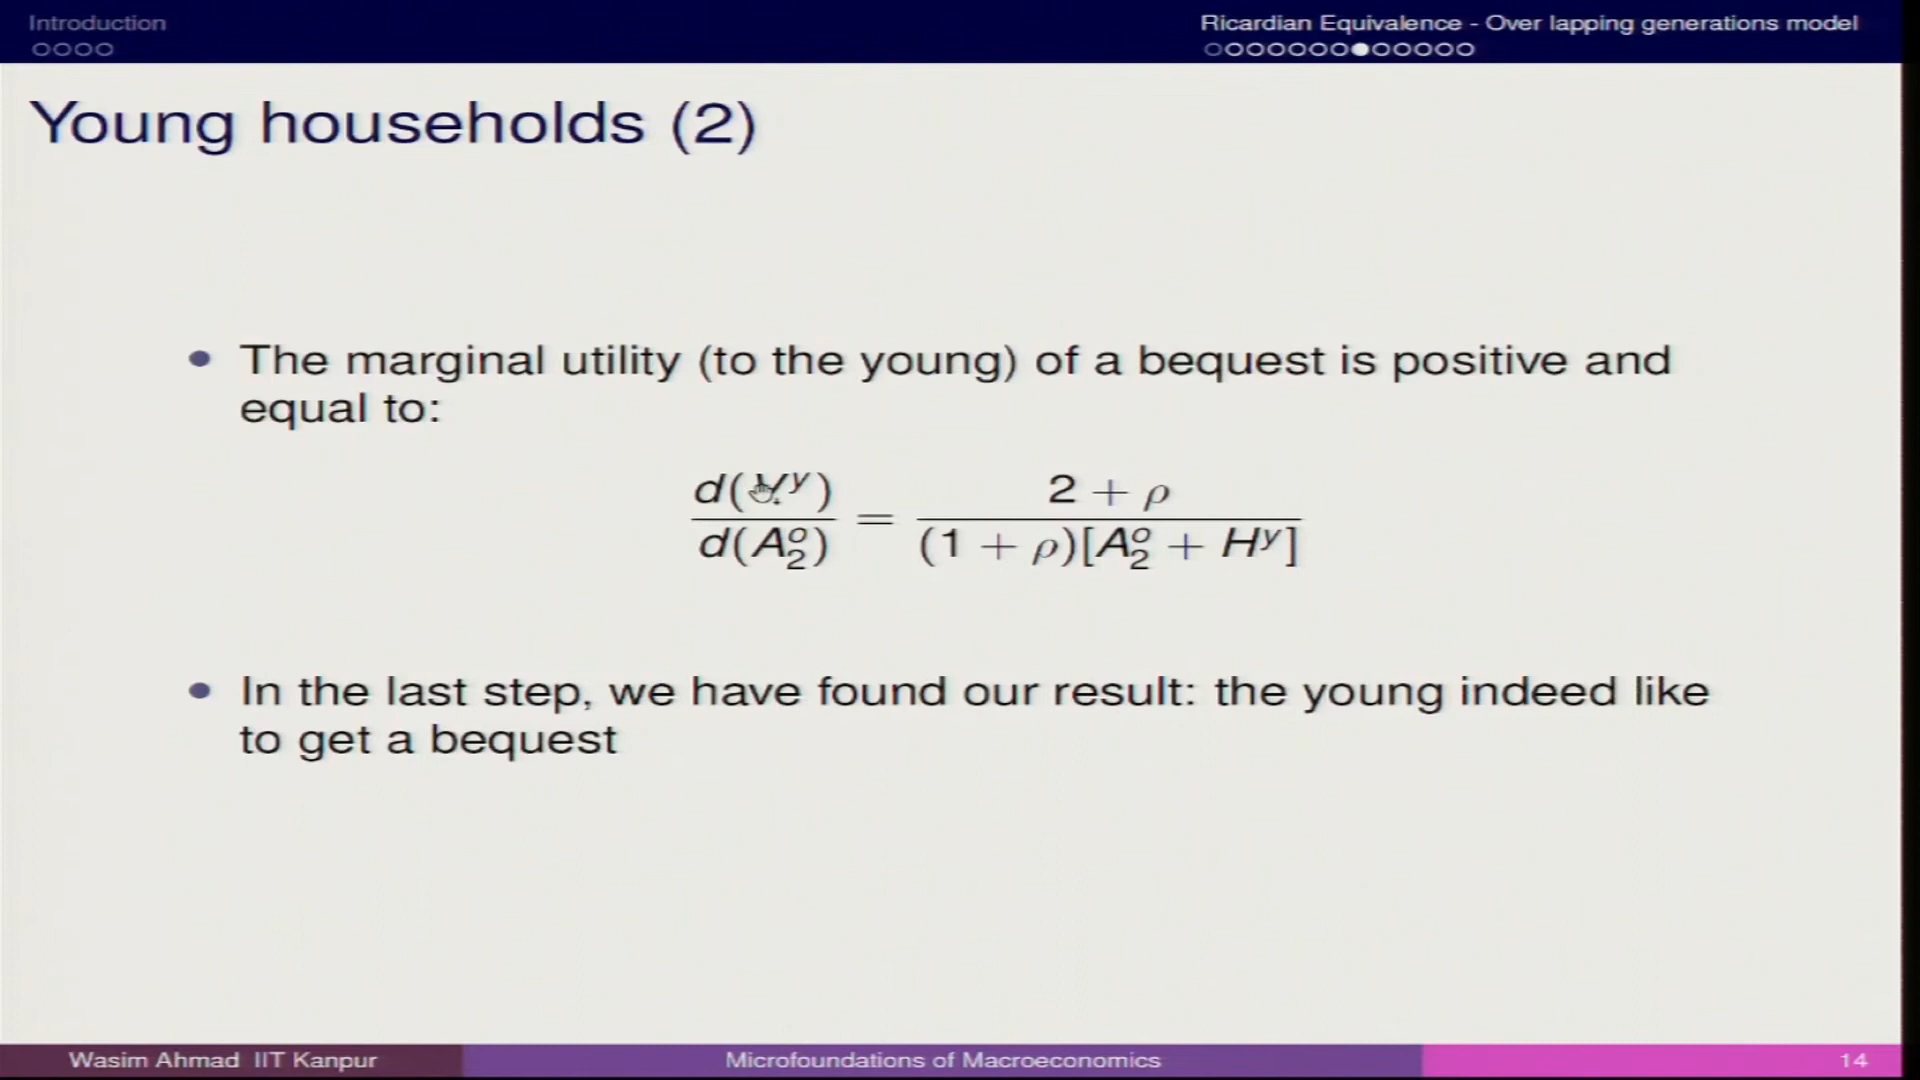 Introduction
Ricardian Equivalence - Over lapping generations model
Young households (2)
The marginal utility (to the young) of a bequest is positive and
equal to:
d(V^y) / d(A_2^o) = 2 + ρ / (1 + ρ)[A_2^o + H^y]
In the last step, we have found our result: the young indeed like
to get a bequest
Wasim Ahmad IIT Kanpur
Microfoundations of Macroeconomics
14